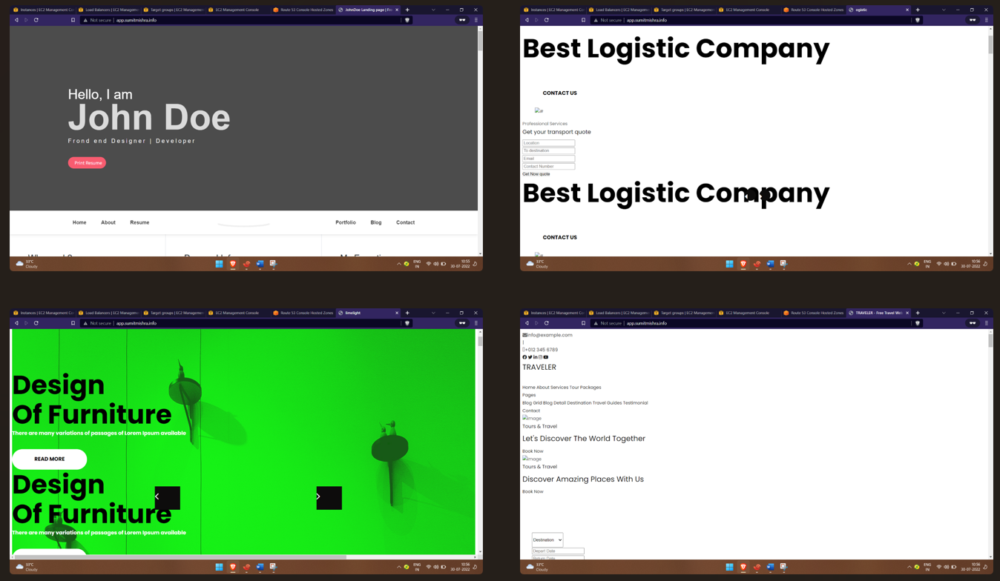 Instances | EC2 Management Co
Load Balancers | EC2 Managem
Target groups | EC2 Manageme
EC2 Management Console
Route 53 Console Hosted Zones
JohnDoe Landing page | Fre
Not secure | app.sumitmishra.info
Hello, I am
John Doe
Frond end Designer | Developer
Print Resume
Home About Resume Portfolio Blog Contact
33°C
Cloudy
ENG
IN
10:55
30-07-2022
Instances | EC2 Management Co
Load Balancers | EC2 Managem
Target groups | EC2 Managem
EC2 Management Console
Route 53 Console Hosted Zones
ogistic
Not secure | app.sumitmishra.info
Best Logistic Company
CONTACT US
#
Professional Services
Get your transport quote
Location
To destination
Email
Contact Number
Get Now quote
Best Logistic Company
CONTACT US
#
33°C
Cloudy
ENG
IN
10:56
30-07-2022
Instances | EC2 Management Co
Load Balancers | EC2 Managem
Target groups | EC2 Manageme
EC2 Management Console
Route 53 Console Hosted Zones
limelight
Not secure | app.sumitmishra.info
Design
Of Furniture
There are many variations of passages of Lorem Ipsum available
READ MORE
Design
Of Furniture
There are many variations of passages of Lorem Ipsum available
33°C
Cloudy
ENG
IN
10:56
30-07-2022
Instances | EC2 Management Co
Load Balancers | EC2 Managem
Target groups | EC2 Managem
EC2 Management Console
Route 53 Console Hosted Zones
TRAVELER - Free Travel Web
Not secure | app.sumitmishra.info
info@example.com
|
+012 345 6789
TRAVELER
Home About Services Tour Packages
Pages
Blog Grid Blog Detail Destination Travel Guides Testimonial
Contact
Image
Tours & Travel
Let's Discover The World Together
Book Now
Image
Tours & Travel
Discover Amazing Places With Us
Book Now
Destination
Depart Date
Return Date
33°C
Cloudy
ENG
IN
10:56
30-07-2022